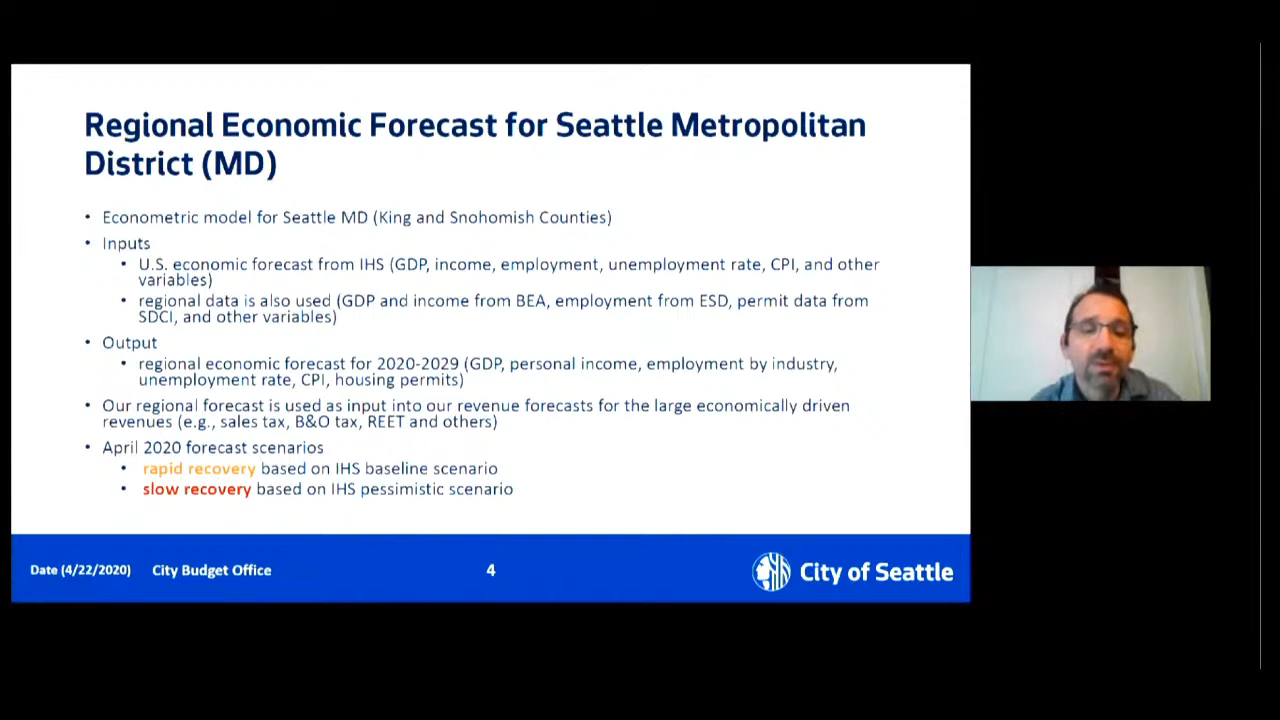 Regional Economic Forecast for Seattle Metropolitan
District (MD)
• Econometric model for Seattle MD (King and Snohomish Counties)
• Inputs
• U.S. economic forecast from IHS (GDP, income, employment, unemployment rate, CPI, and other
variables)
• regional data is also used (GDP and income from BEA, employment from ESD, permit data from
SDCI, and other variables)
• Output
• regional economic forecast for 2020-2029 (GDP, personal income, employment by industry,
unemployment rate, CPI, housing permits)
• Our regional forecast is used as input into our revenue forecasts for the large economically driven
revenues (e.g., sales tax, B&O tax, REET and others)
• April 2020 forecast scenarios
• rapid recovery based on IHS baseline scenario
• slow recovery based on IHS pessimistic scenario
Date (4/22/2020) City Budget Office 4 City of Seattle